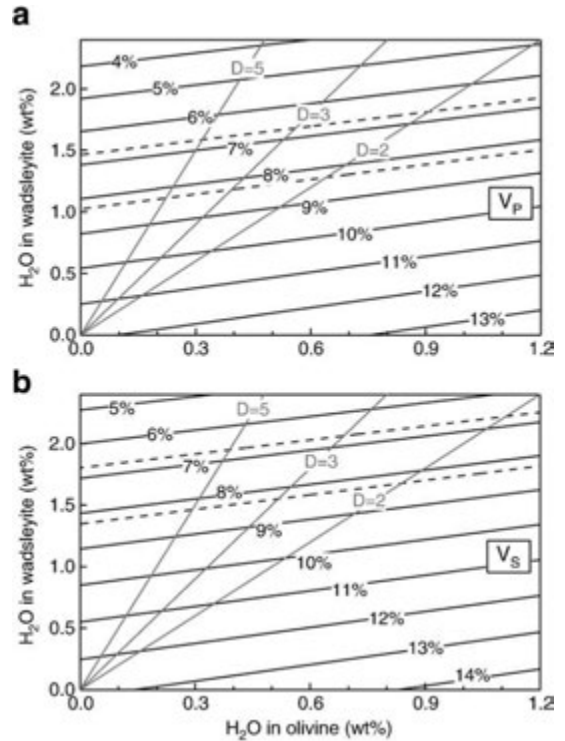 a
H2O in wadsleyite (wt%)
2.0
1.5
1.0
0.5
0.0
4%
5%
6%
7%
8%
9%
10%
11%
12%
13%
D=5
D=3
D=2
VP
0.0 0.3 0.6 0.9 1.2
b
H2O in wadsleyite (wt%)
2.0
1.5
1.0
0.5
0.0
5%
6%
7%
8%
9%
10%
11%
12%
13%
14%
D=5
D=3
D=2
VS
0.0 0.3 0.6 0.9 1.2
H2O in olivine (wt%)